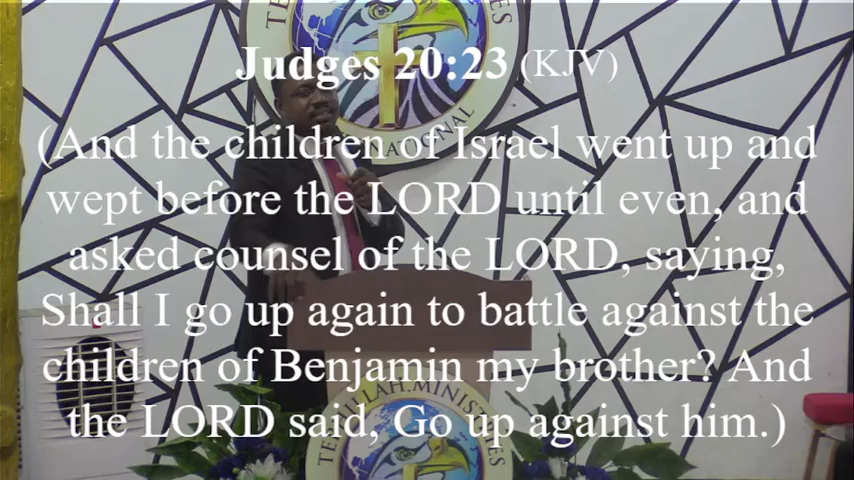 Judges 20:23 (KJV)
(And the children of Israel went up and
wept before the LORD until even, and
asked counsel of the LORD, saying,
Shall I go up again to battle against the
children of Benjamin my brother? And
the LORD said, Go up against him.)